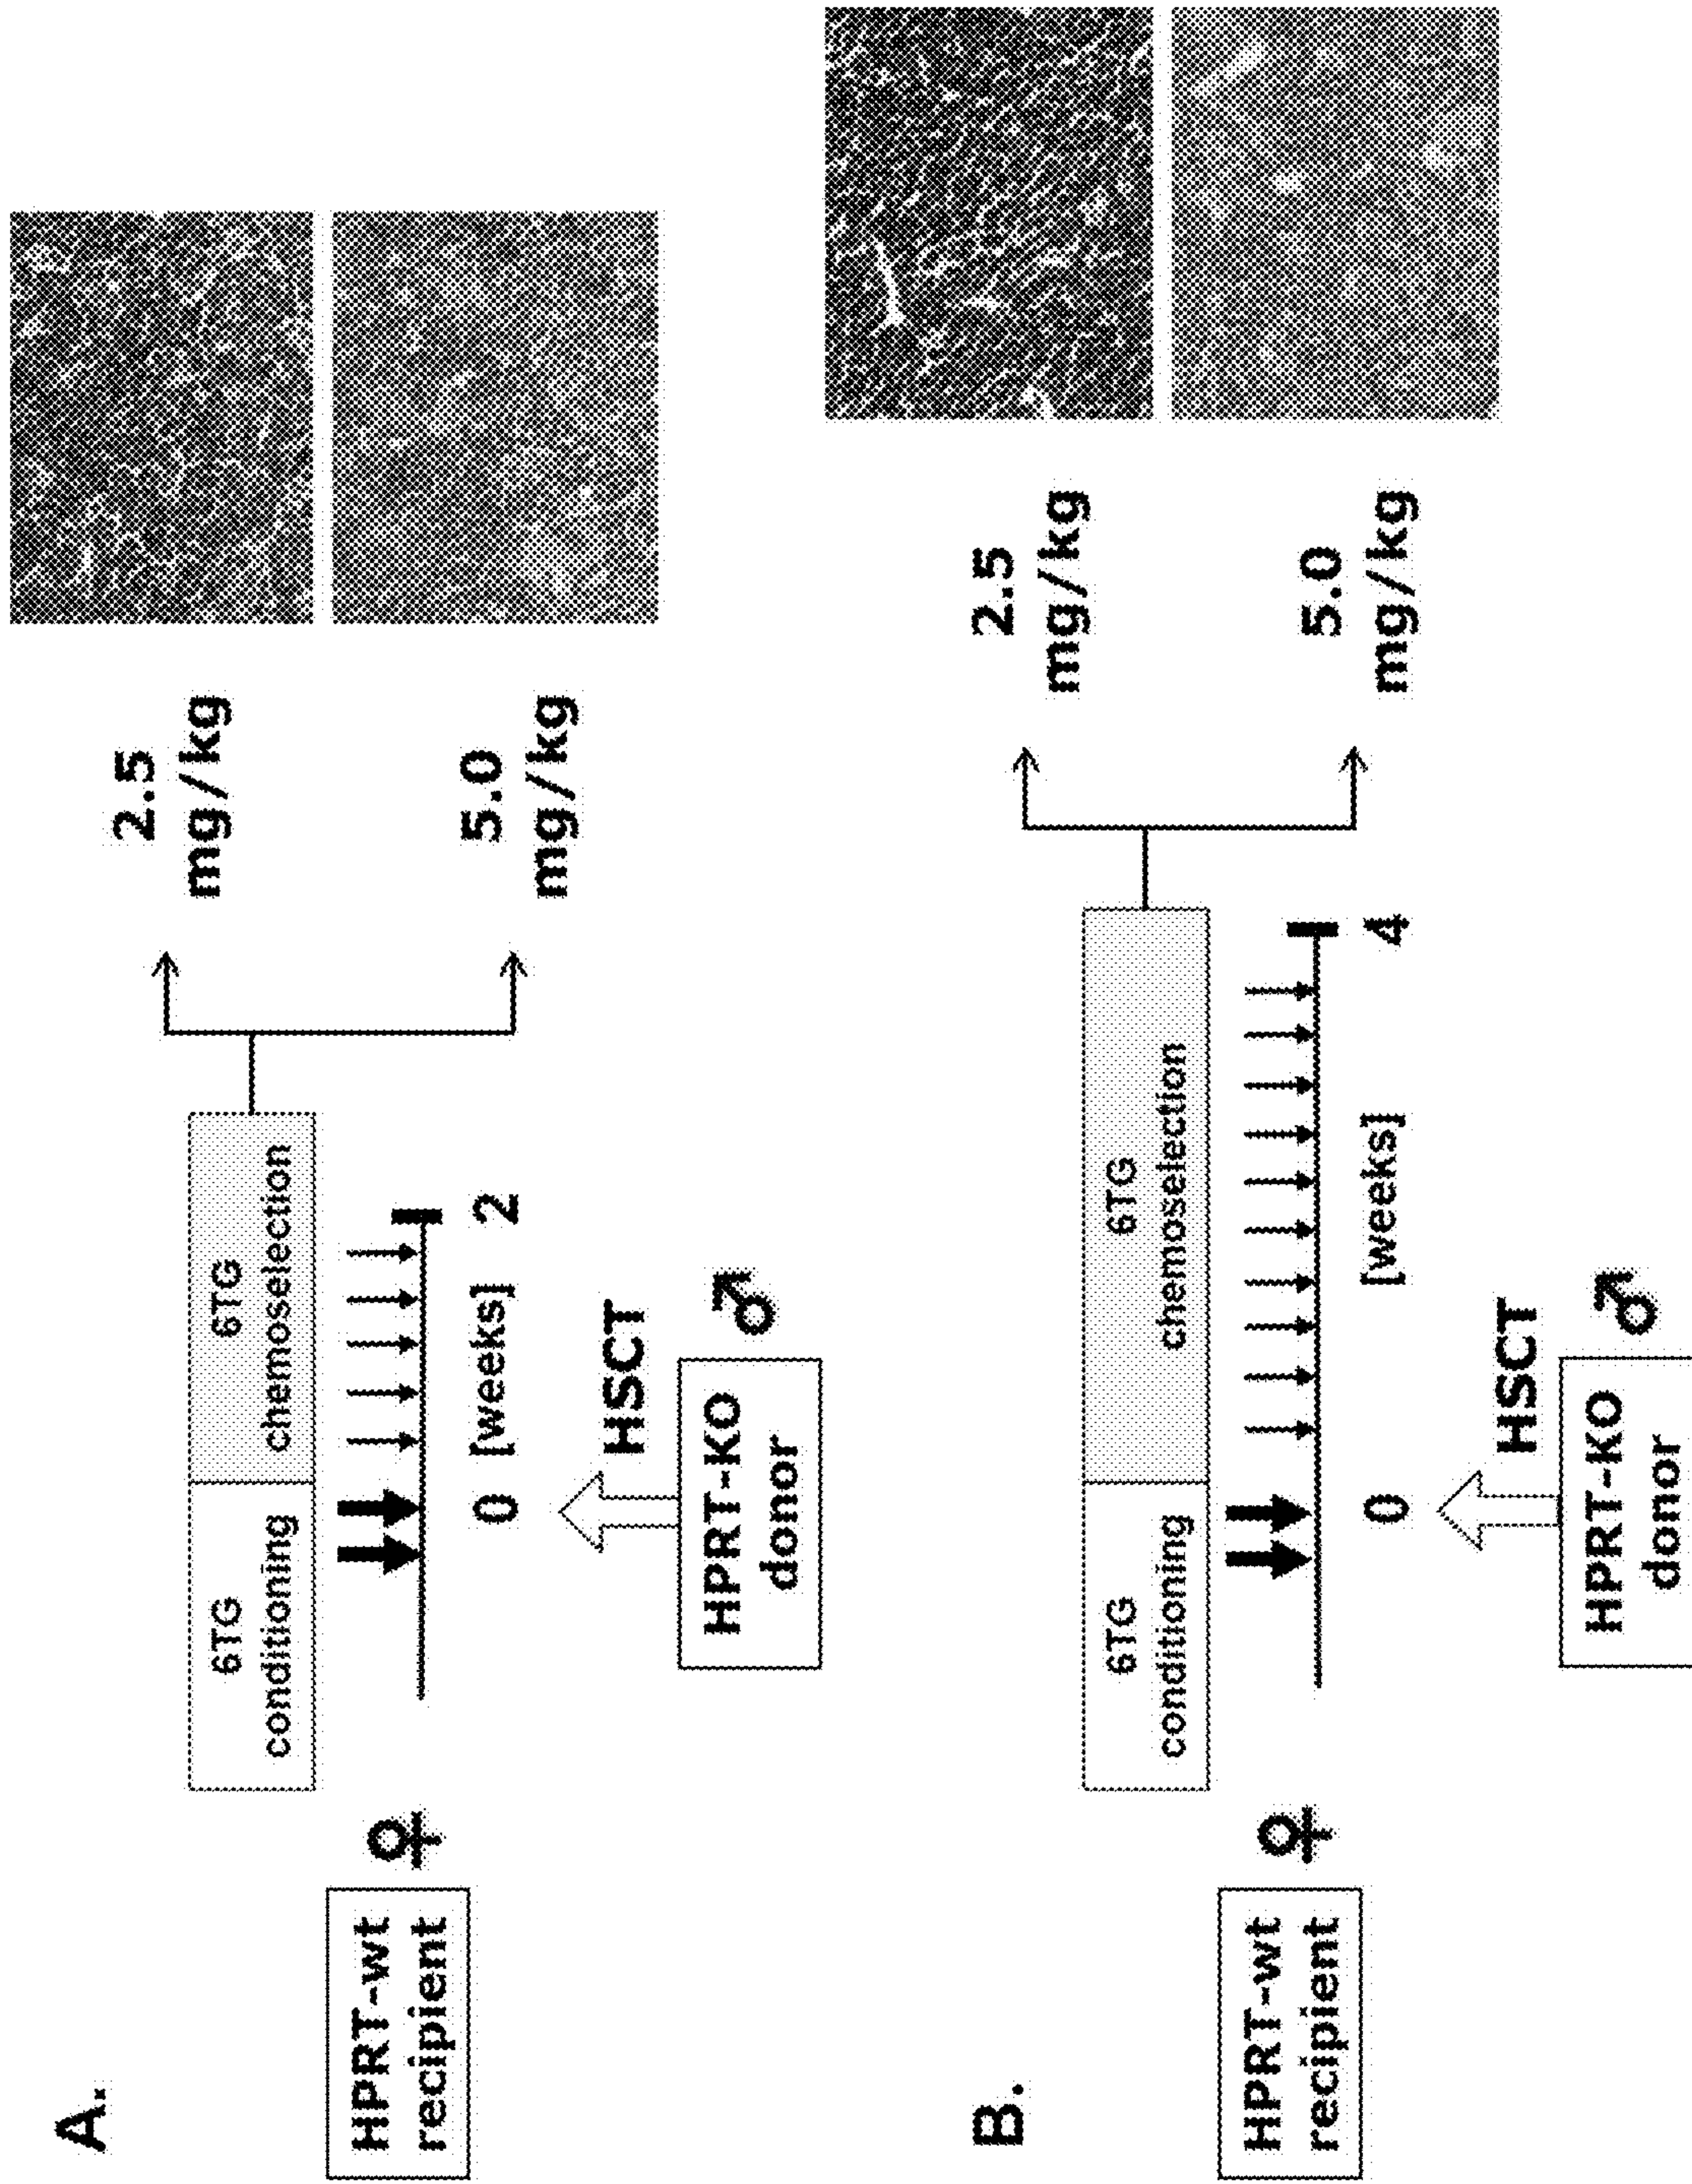 A.
HPRT-wt
recipient
♀
6TG
conditioning
6TG
chemoselection
0 [weeks] 2
HSCT
HPRT-KO
donor
♂
2.5
mg/kg
5.0
mg/kg
B.
HPRT-wt
recipient
♀
6TG
conditioning
6TG
chemoselection
0 [weeks] 4
HSCT
HPRT-KO
donor
♂
2.5
mg/kg
5.0
mg/kg